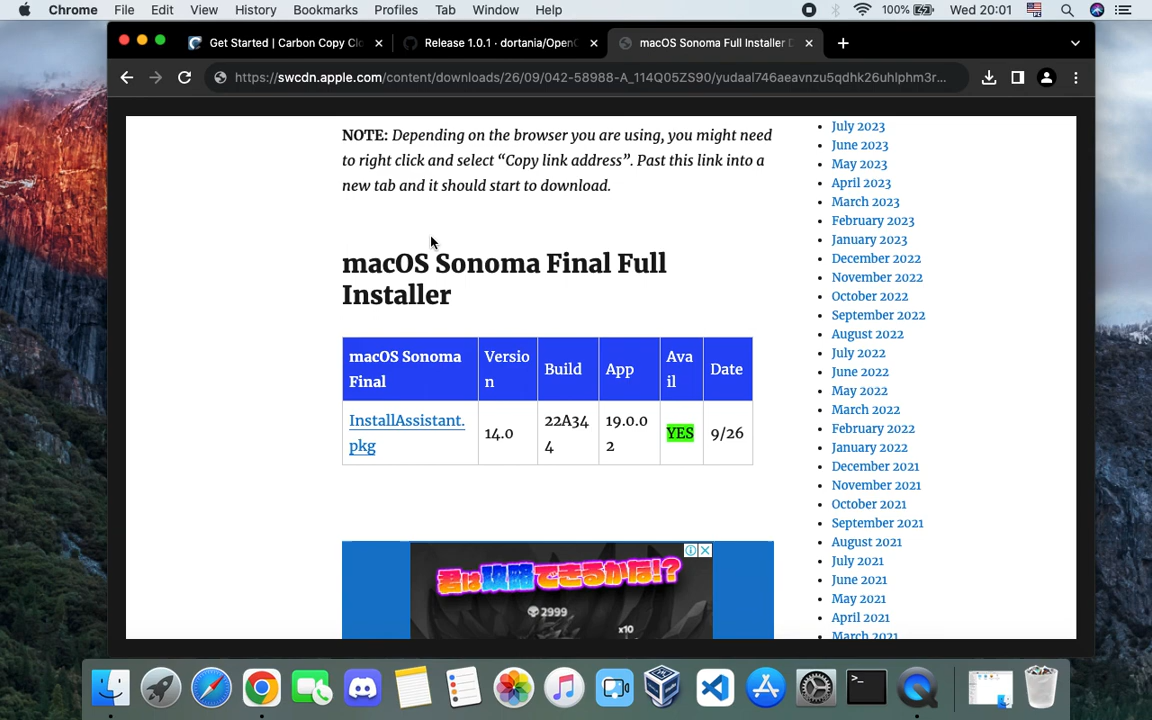 Chrome File Edit View History Bookmarks Profiles Tab Window Help 100% Wed 20:01
Get Started | Carbon Copy Clo
Release 1.0.1 · dortania/OpenC
macOS Sonoma Full Installer D
https://swcdn.apple.com/content/downloads/26/09/042-58988-A_114Q05ZS90/yudaal746aeavnzu5qdhk26uhlphm3r...
NOTE: Depending on the browser you are using, you might need
to right click and select “Copy link address”. Past this link into a
new tab and it should start to download.
macOS Sonoma Final Full
Installer
macOS Sonoma
Final
Versio
n
Build
App
Ava
il
Date
InstallAssistant.
pkg
14.0
22A34
4
19.0.0
2
YES
9/26
君は攻略できるかな!?
2999
x10
July 2023
June 2023
May 2023
April 2023
March 2023
February 2023
January 2023
December 2022
November 2022
October 2022
September 2022
August 2022
July 2022
June 2022
May 2022
March 2022
February 2022
January 2022
December 2021
November 2021
October 2021
September 2021
August 2021
July 2021
June 2021
May 2021
April 2021
March 2021